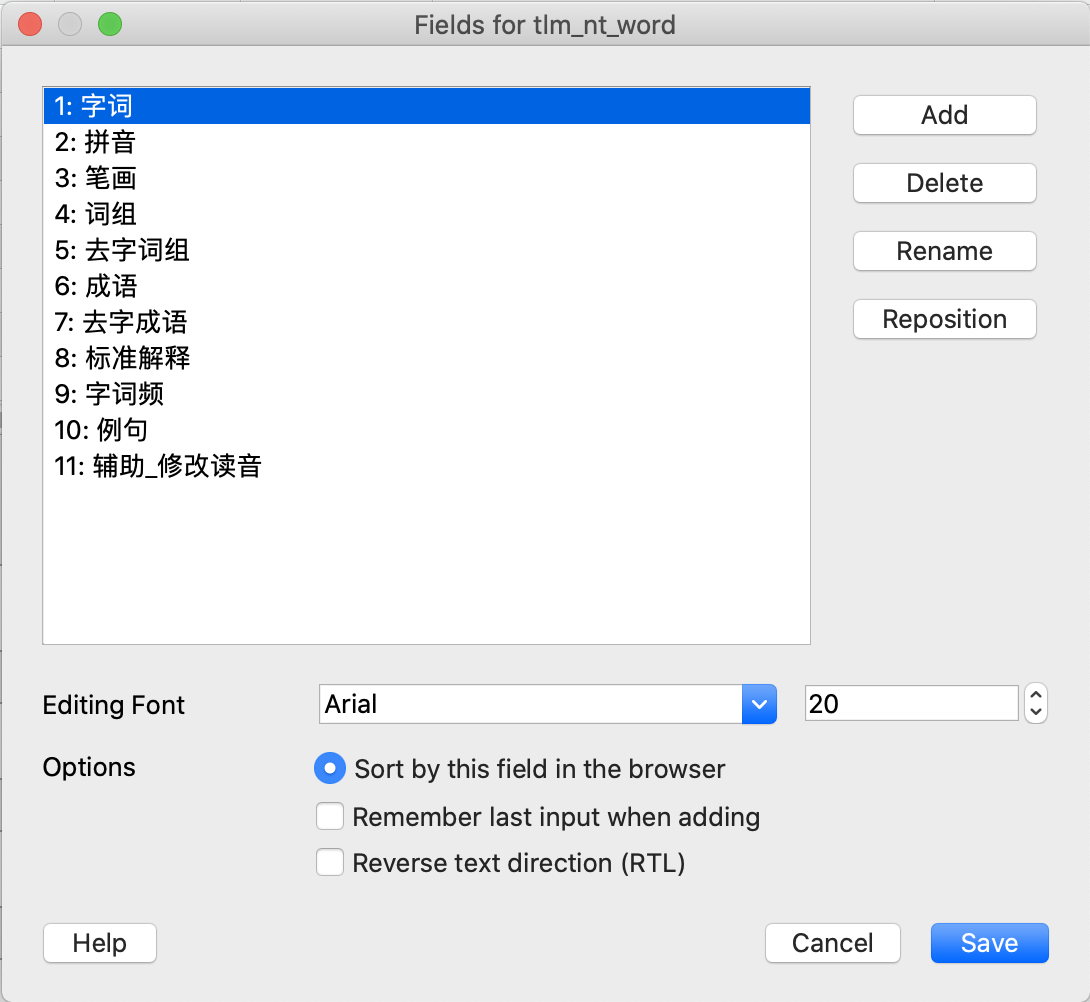 Fields for tlm_nt_word
1: 字词
2: 拼音
3: 笔画
4: 词组
5: 去字词组
6: 成语
7: 去字成语
8: 标准解释
9: 字词频
10: 例句
11: 辅助_修改读音
Add
Delete
Rename
Reposition
Editing Font
Arial
20
Options
Sort by this field in the browser
Remember last input when adding
Reverse text direction (RTL)
Help
Cancel
Save